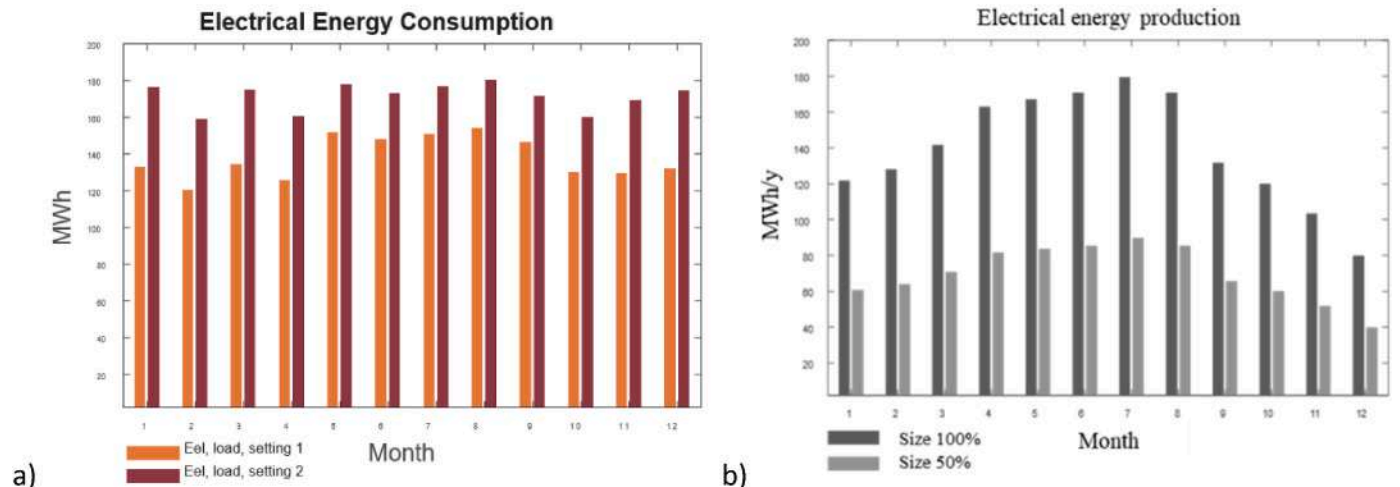 Electrical Energy Consumption
200
180
160
140
120
100
80
60
40
20
MWh
1 2 3 4 5 6 7 8 9 10 11 12
Month
Eel, load, setting 1
Eel, load, setting 2
a)
Electrical energy production
200
180
160
140
120
100
80
60
40
20
MWh/y
1 2 3 4 5 6 7 8 9 10 11 12
Month
Size 100%
Size 50%
b)